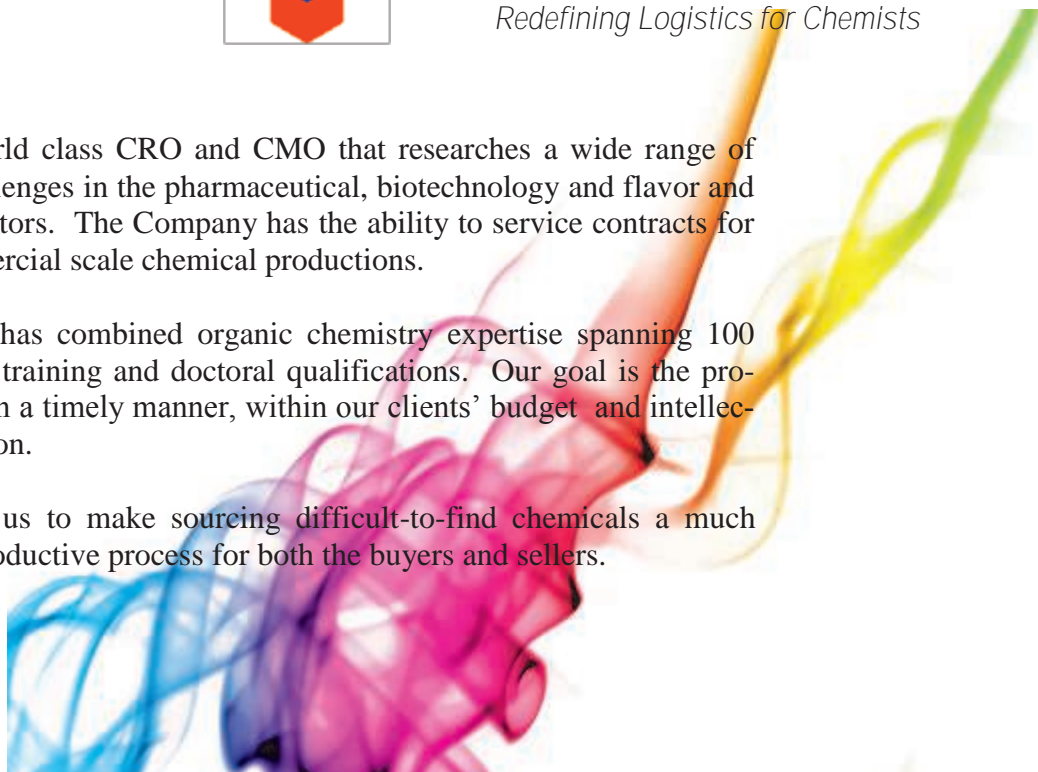 Redefining Logistics for Chemists
rld class CRO and CMO that researches a wide range of
lenges in the pharmaceutical, biotechnology and flavor and
tors. The Company has the ability to service contracts for
ercial scale chemical productions.
has combined organic chemistry expertise spanning 100
training and doctoral qualifications. Our goal is the pro-
n a timely manner, within our clients’ budget and intellec-
on.
us to make sourcing difficult-to-find chemicals a much
oductive process for both the buyers and sellers.